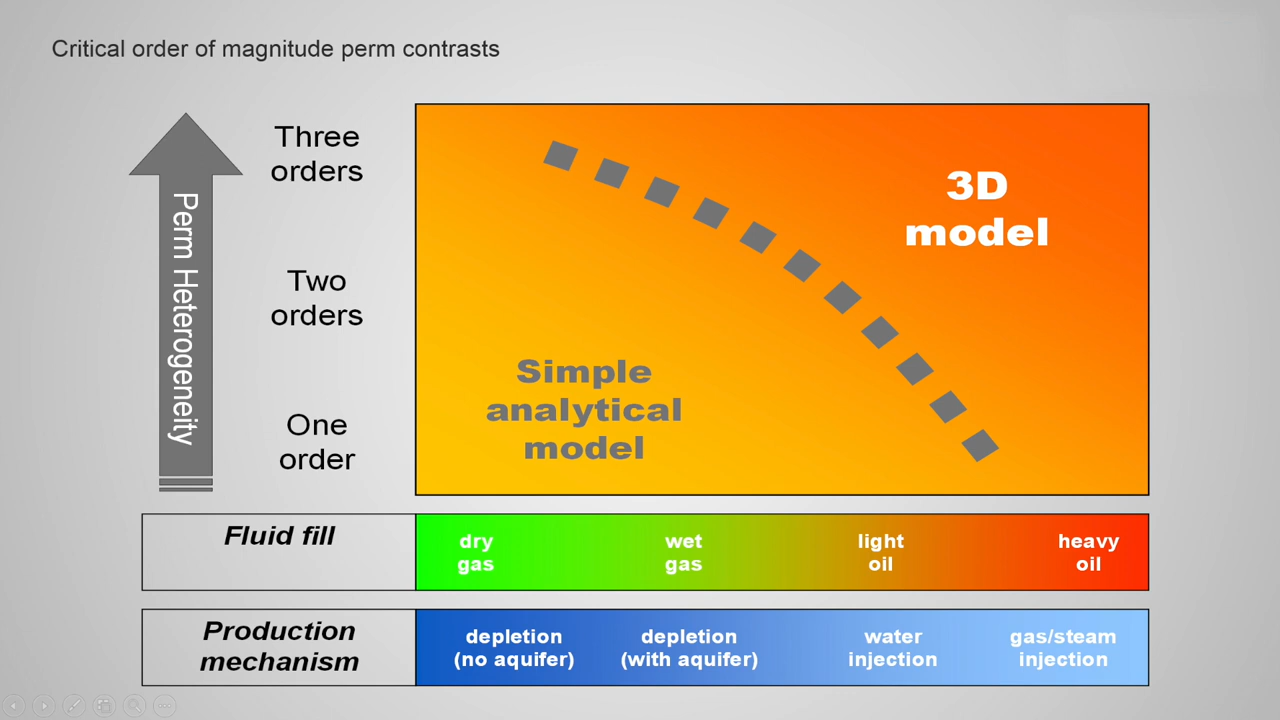 Critical order of magnitude perm contrasts
Perm Heterogeneity
Three
orders
Two
orders
One
order
3D
model
Simple
analytical
model
Fluid fill
dry
gas
wet
gas
light
oil
heavy
oil
Production
mechanism
depletion
(no aquifer)
depletion
(with aquifer)
water
injection
gas/steam
injection